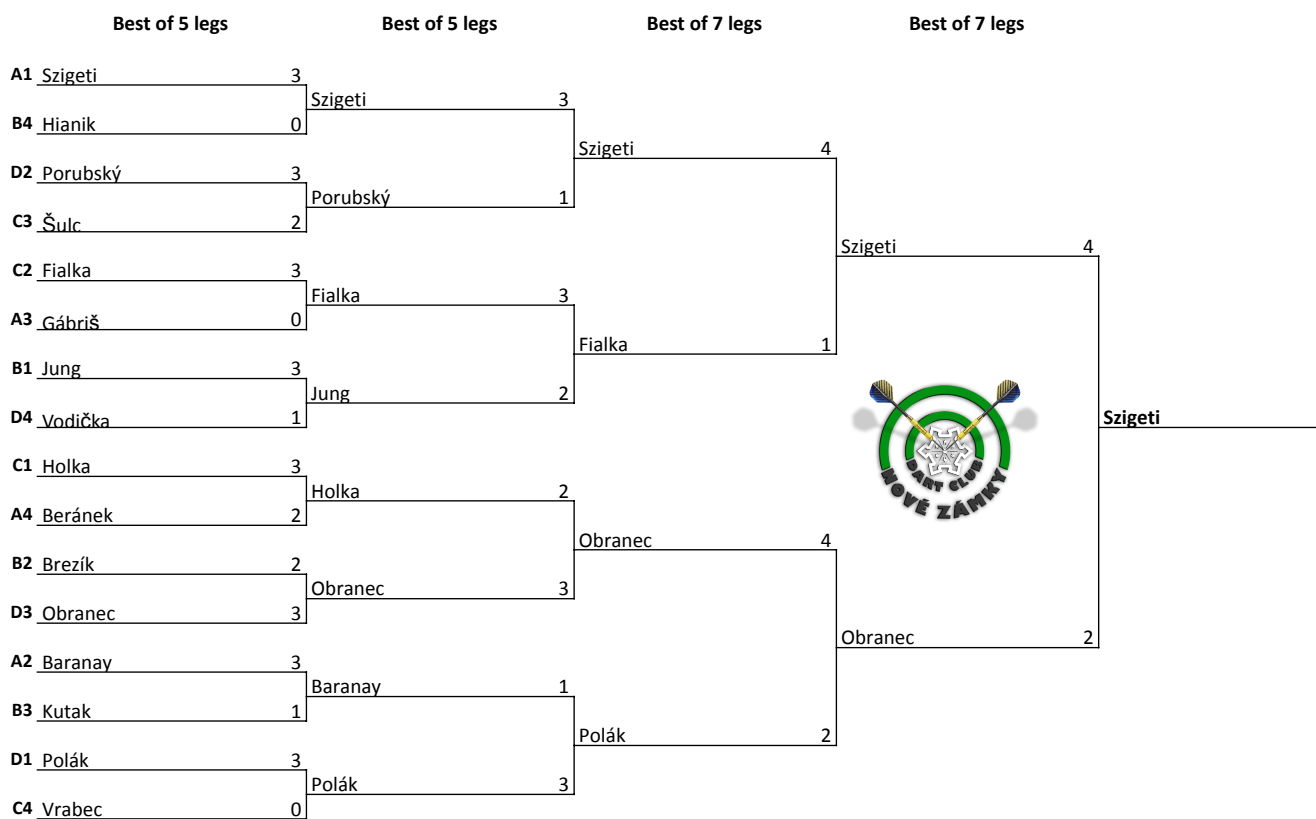 Best of 5 legs Best of 5 legs Best of 7 legs Best of 7 legs
A1 Szigeti 3
Szigeti 3
B4 Hianik 0
Szigeti 4
D2 Porubský 3
Porubský 1
C3 Šulc 2
Szigeti 4
C2 Fialka 3
Fialka 3
A3 Gábriš 0
Fialka 1
B1 Jung 3
Jung 2
D4 Vodička 1
Szigeti
C1 Holka 3
DART CLUB
NOVÉ ZÁMKY
Holka 2
A4 Beránek 2
Obranec 4
B2 Brezík 2
Obranec 3
D3 Obranec 3
Obranec 2
A2 Baranay 3
Baranay 1
B3 Kutak 1
Polák 2
D1 Polák 3
Polák 3
C4 Vrabec 0